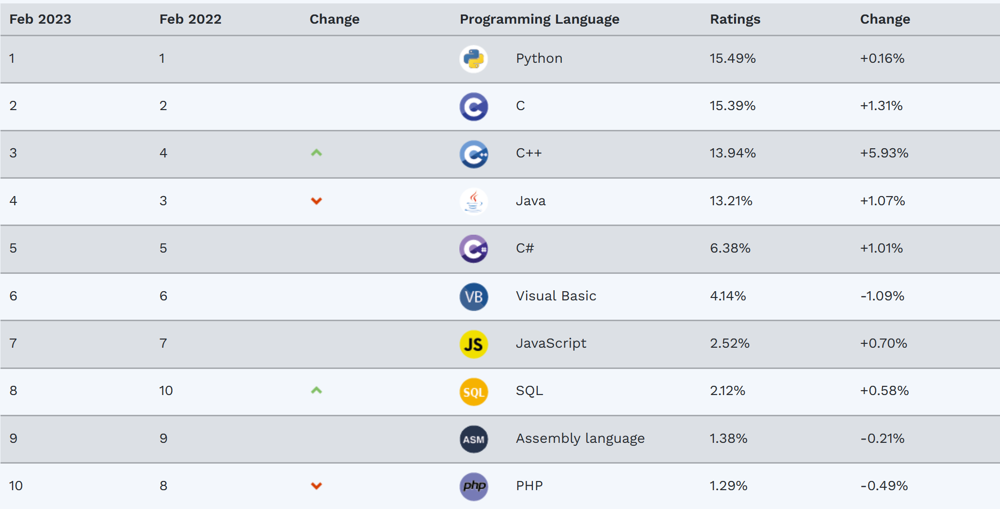 Feb 2023 Feb 2022 Change Programming Language Ratings Change
1 1 Python 15.49% +0.16%
2 2 C C 15.39% +1.31%
3 4 C++ C++ 13.94% +5.93%
4 3 Java 13.21% +1.07%
5 5 C# C# 6.38% +1.01%
6 6 VB Visual Basic 4.14% -1.09%
7 7 JS JavaScript 2.52% +0.70%
8 10 SQL SQL 2.12% +0.58%
9 9 ASM Assembly language 1.38% -0.21%
10 8 php PHP 1.29% -0.49%